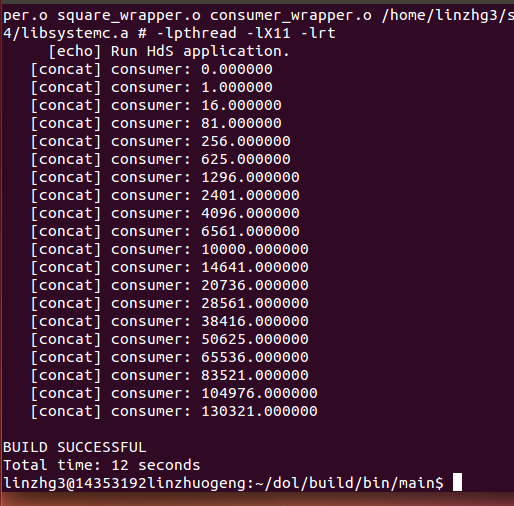 per.o square_wrapper.o consumer_wrapper.o /home/linzhg3/s
4/libsystemc.a # -lpthread -lX11 -lrt
[echo] Run HdS application.
[concat] consumer: 0.000000
[concat] consumer: 1.000000
[concat] consumer: 16.000000
[concat] consumer: 81.000000
[concat] consumer: 256.000000
[concat] consumer: 625.000000
[concat] consumer: 1296.000000
[concat] consumer: 2401.000000
[concat] consumer: 4096.000000
[concat] consumer: 6561.000000
[concat] consumer: 10000.000000
[concat] consumer: 14641.000000
[concat] consumer: 20736.000000
[concat] consumer: 28561.000000
[concat] consumer: 38416.000000
[concat] consumer: 50625.000000
[concat] consumer: 65536.000000
[concat] consumer: 83521.000000
[concat] consumer: 104976.000000
[concat] consumer: 130321.000000
BUILD SUCCESSFUL
Total time: 12 seconds
linzhg3@14353192linzhuogeng:~/dol/build/bin/main$